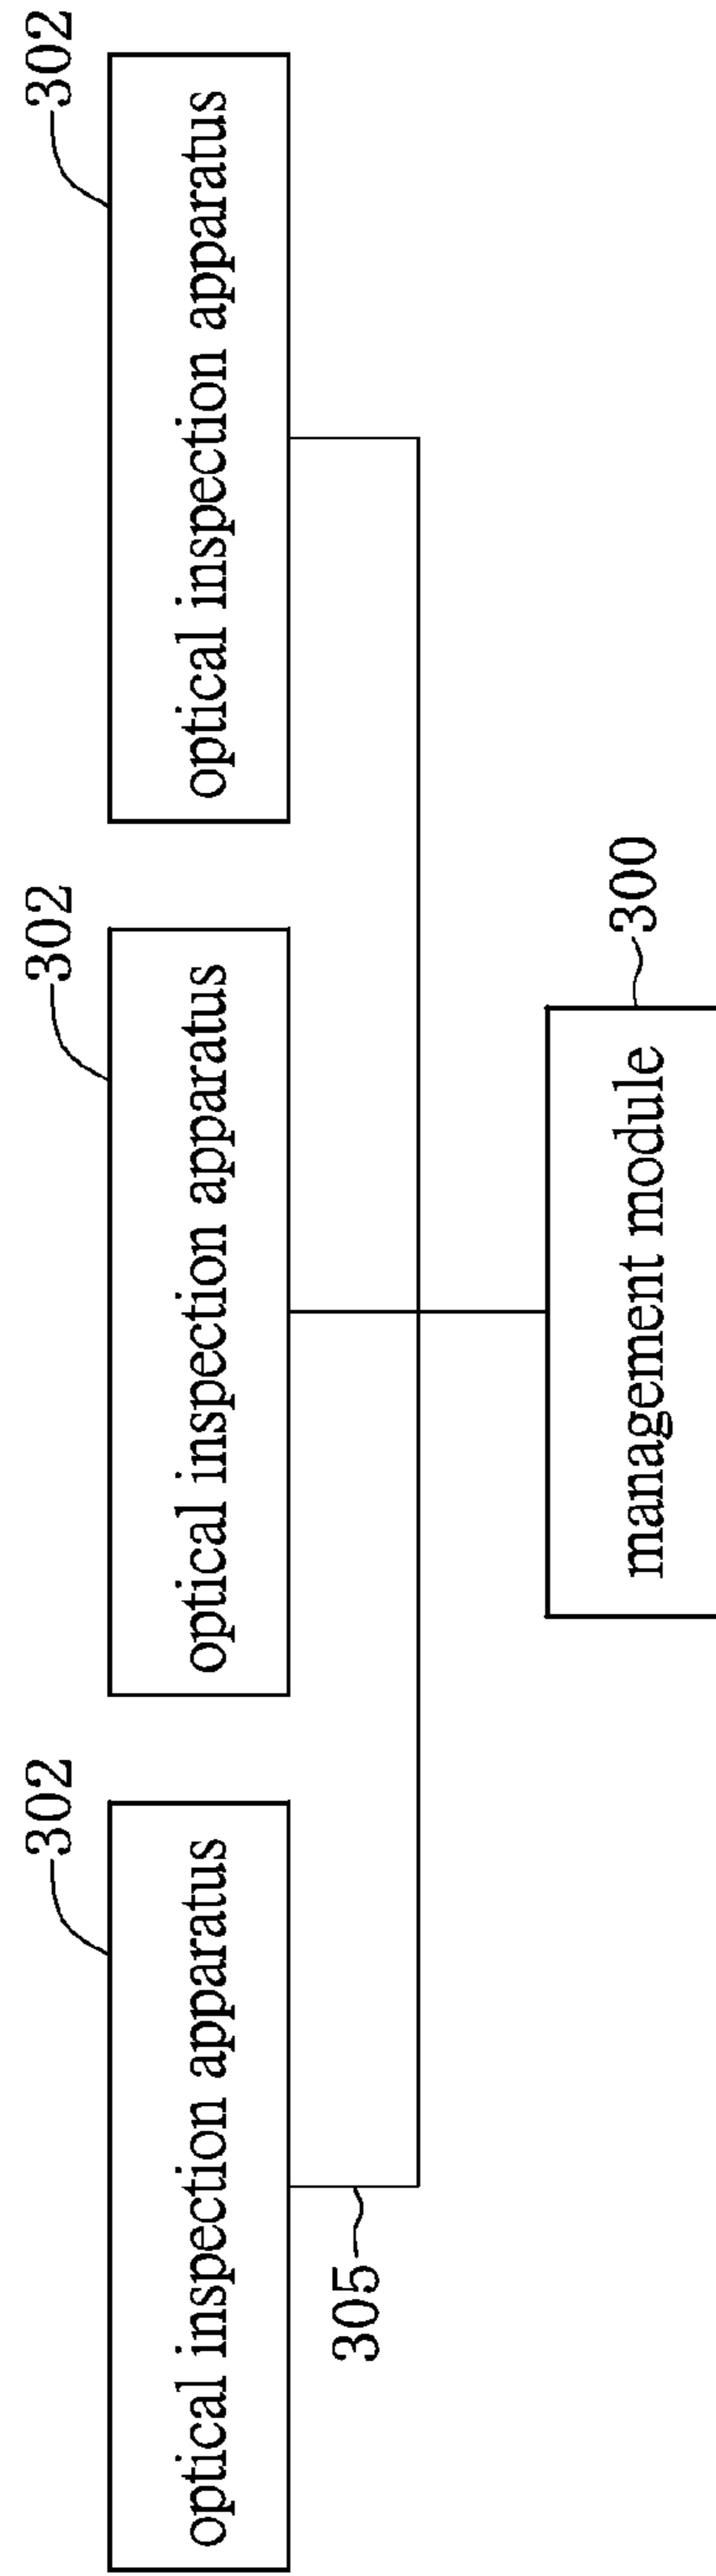 302
optical inspection apparatus
302
optical inspection apparatus
302
optical inspection apparatus
305
management module
300